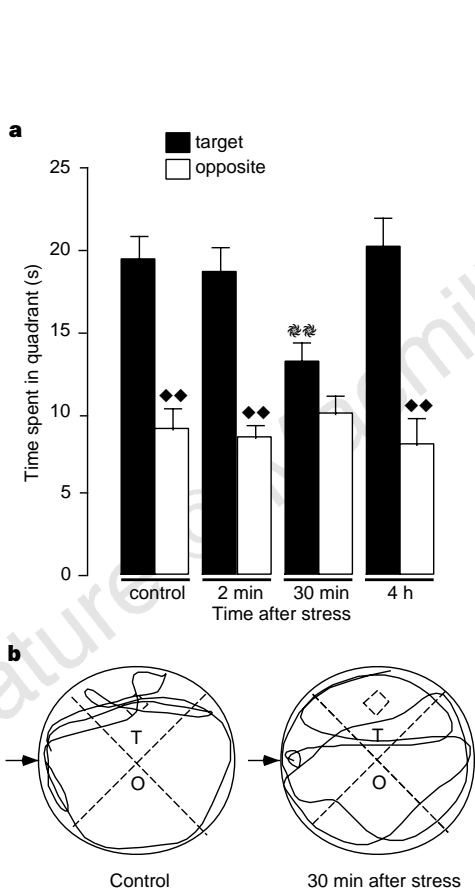 a
target
opposite
25
20
15
10
5
0
Time spent in quadrant (s)
control 2 min 30 min 4 h
Time after stress
b
T
O
T
O
Control 30 min after stress